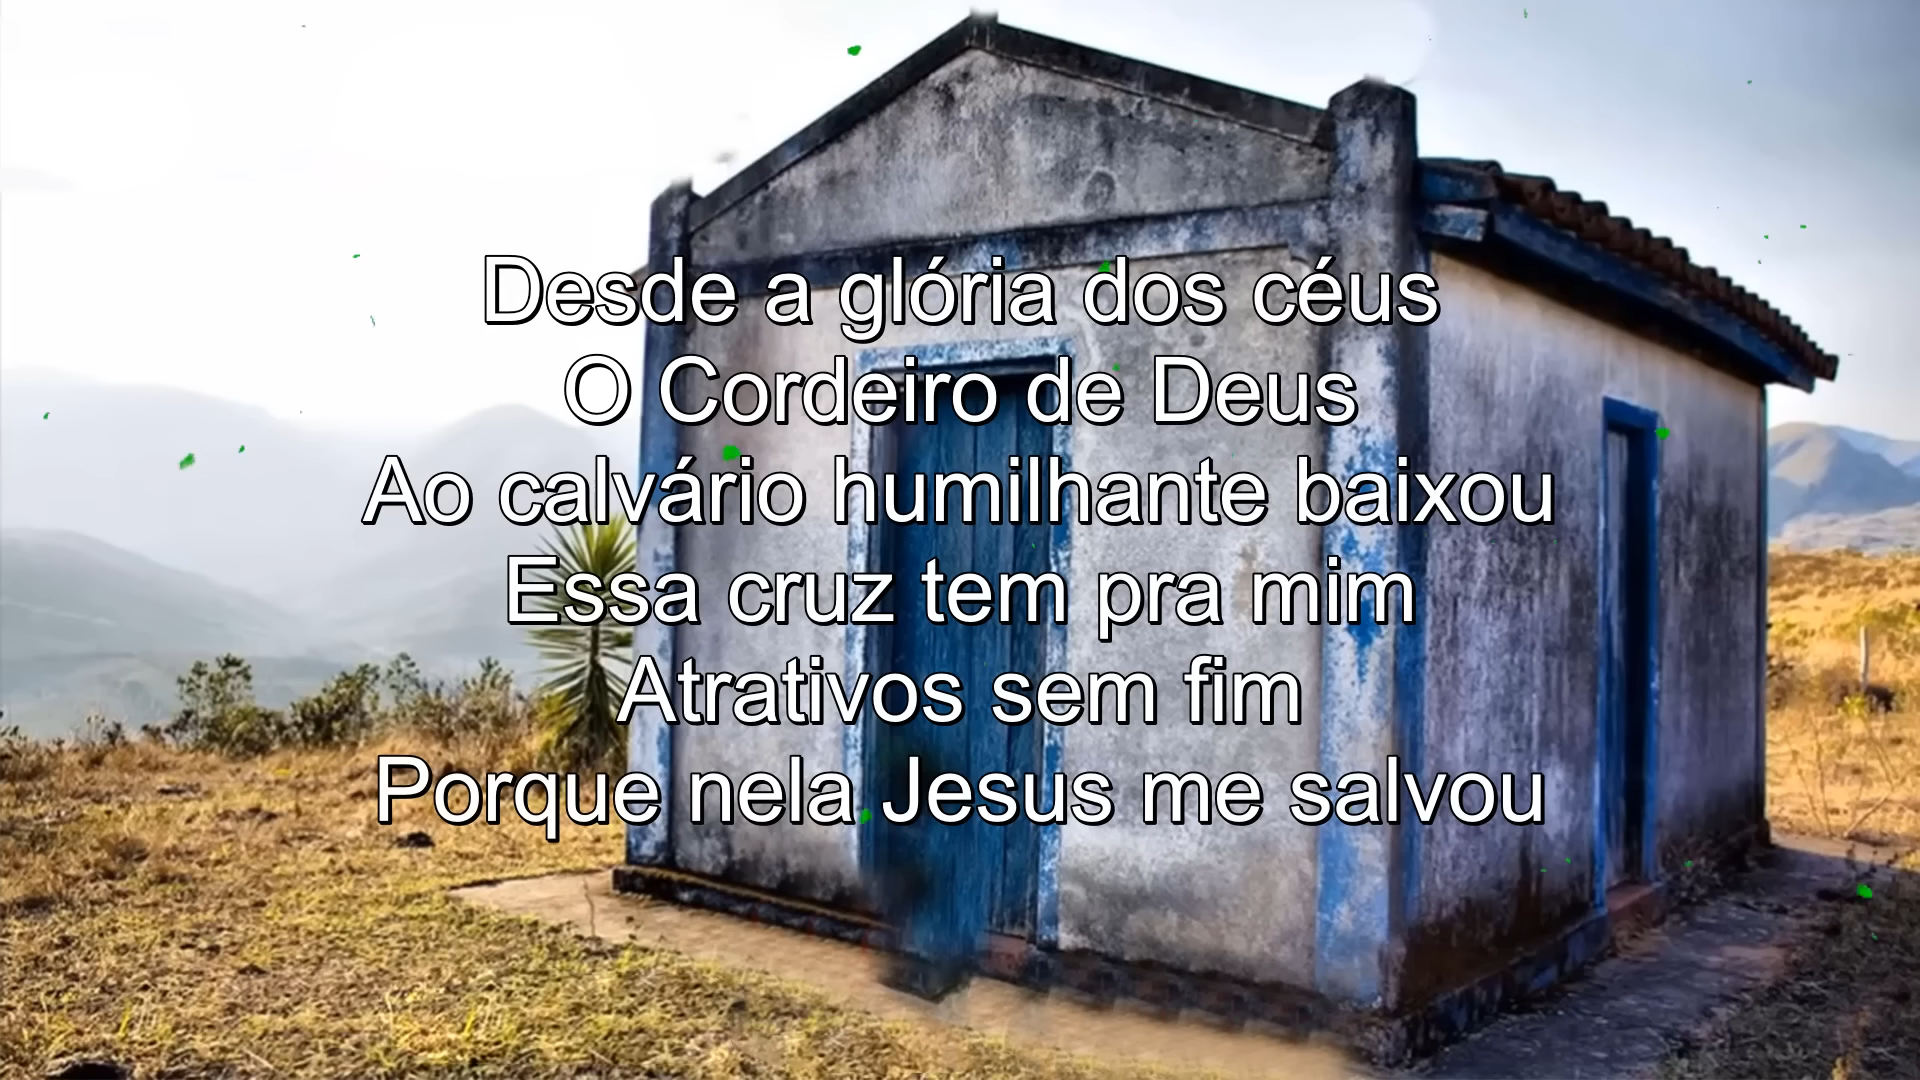 Desde a glória dos céus
O Cordeiro de Deus
Ao calvário humilhante baixou
Essa cruz tem pra mim
Atrativos sem fim
Porque nela Jesus me salvou